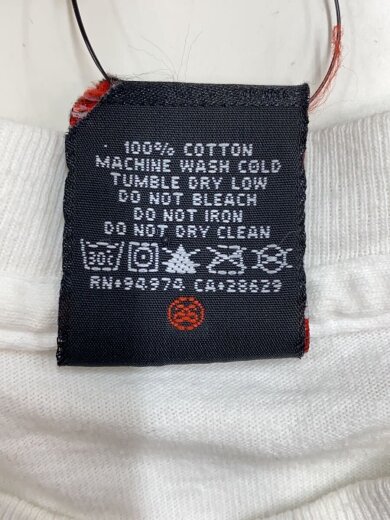 100% COTTON
MACHINE WASH COLD
TUMBLE DRY LOW
DO NOT BLEACH
DO NOT IRON
DO NOT DRY CLEAN
30c
RN♦94974 CA♦28629